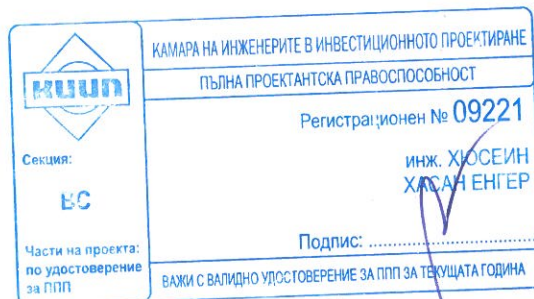 КАМАРА НА ИНЖЕНЕРИТЕ В ИНВЕСТИЦИОННОТО ПРОЕКТИРАНЕ
КИИП
ПЪЛНА ПРОЕКТАНТСКА ПРАВОСПОСОБНОСТ
Регистрационен № 09221
Секция:
ВС
инж. ХЮСЕИН
ХАСАН ЕНГЕР
Части на проекта:
по удостоверение
за ППП
Подпис: ........................
ВАЖИ С ВАЛИДНО УДОСТОВЕРЕНИЕ ЗА ППП ЗА ТЕКУЩАТА ГОДИНА